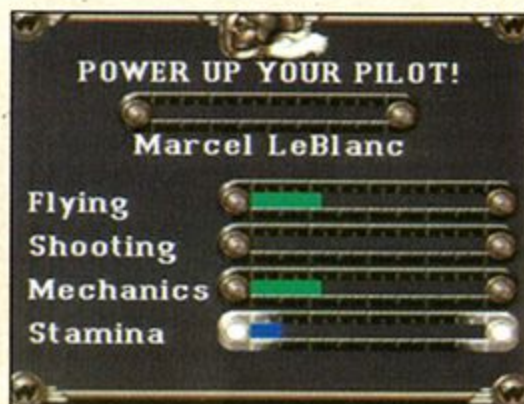 POWER UP YOUR PILOT!
Marcel LeBlanc
Flying
Shooting
Mechanics
Stamina